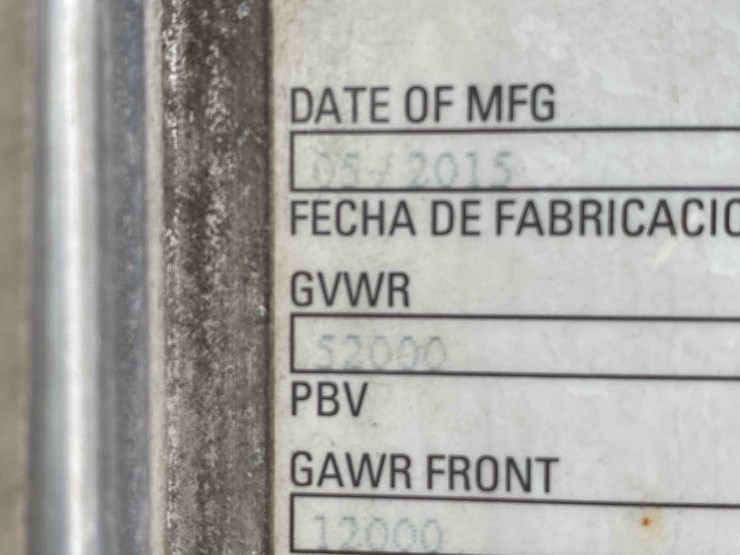 DATE OF MFG
05/2015
FECHA DE FABRICACIO
GVWR
52000
PBV
GAWR FRONT
12000